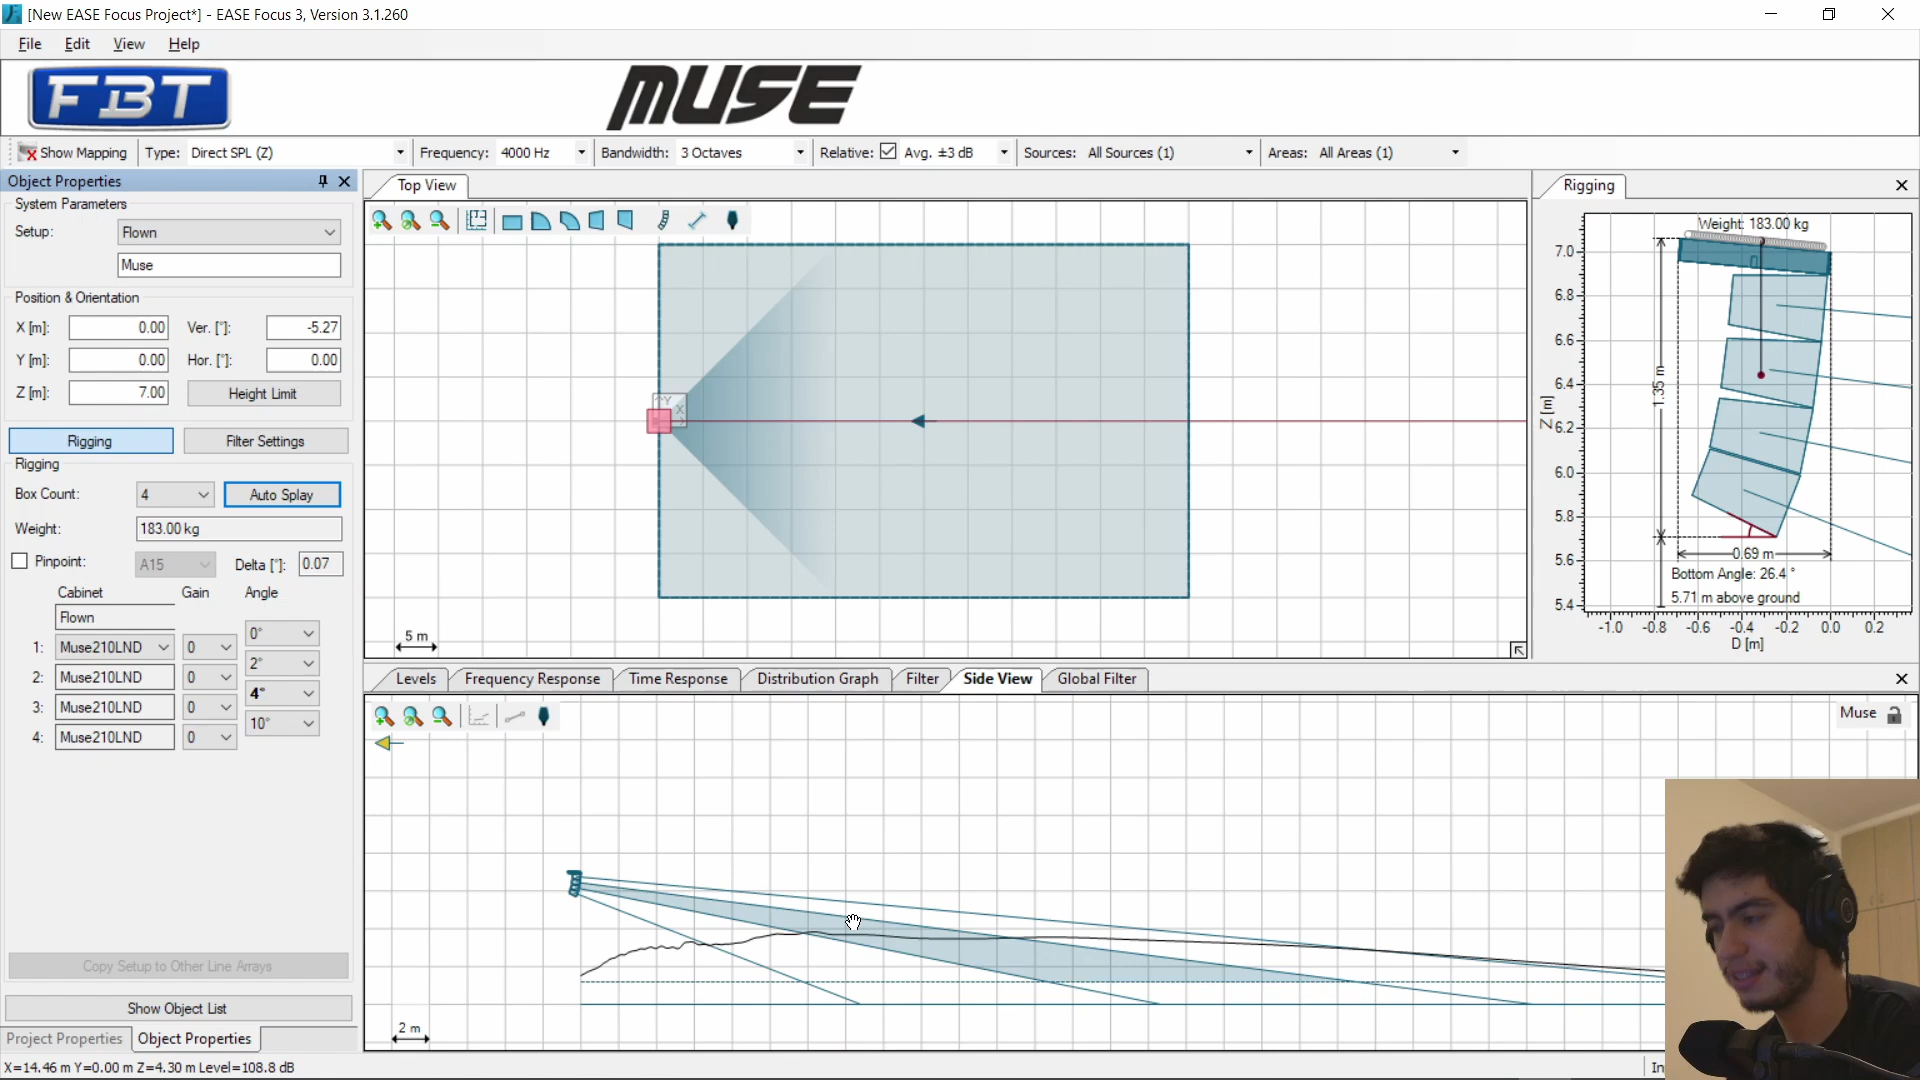 [New EASE Focus Project*] - EASE Focus 3, Version 3.1.260
File Edit View Help
FBT MUSE
Show Mapping Type: Direct SPL (Z) Frequency: 4000 Hz Bandwidth: 3 Octaves Relative: Avg. ±3 dB Sources: All Sources (1) Areas: All Areas (1)
Object Properties
System Parameters
Setup: Flown
Muse
Position & Orientation
X [m]: 0.00 Ver. [°]: -5.27
Y [m]: 0.00 Hor. [°]: 0.00
Z [m]: 7.00 Height Limit
Rigging Filter Settings
Rigging
Box Count: 4 Auto Splay
Weight: 183.00 kg
Pinpoint: A15 Delta [°]: 0.07
Cabinet Gain Angle
Flown
0°
1: Muse210LND 0
2°
2: Muse210LND 0
4°
3: Muse210LND 0
10°
4: Muse210LND 0
Copy Setup to Other Line Arrays
Show Object List
Project Properties Object Properties
X=14.46 m Y=0.00 m Z=4.30 m Level=108.8 dB
Top View
Y
X
5 m
Rigging
Weight: 183.00 kg
7.0
6.8
6.6
6.4
6.2
6.0
5.8
5.6
5.4
Z [m]
1.35 m
0.69 m
Bottom Angle: 26.4 °
5.71 m above ground
-1.0 -0.8 -0.6 -0.4 -0.2 0.0 0.2
D [m]
Levels Frequency Response Time Response Distribution Graph Filter Side View Global Filter
Muse
2 m
In